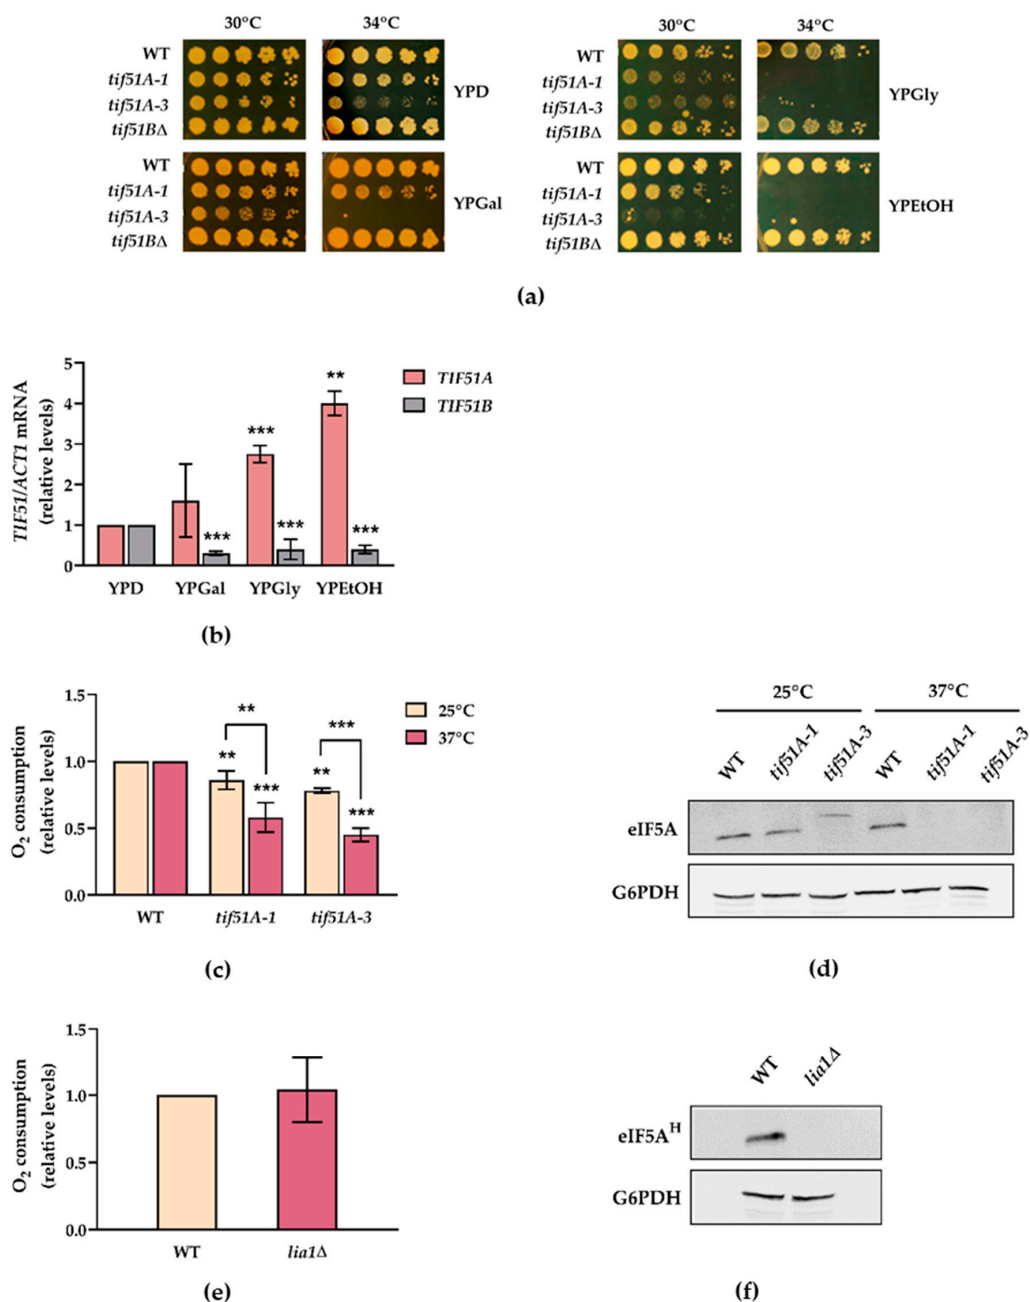 30°C 34°C 30°C 34°C
WT
tif51A-1
tif51A-3
tif51BΔ
YPD
WT
tif51A-1
tif51A-3
tif51BΔ
YPGal
WT
tif51A-1
tif51A-3
tif51BΔ
YPGly
WT
tif51A-1
tif51A-3
tif51BΔ
YPEtOH
(a)
TIF51/ACT1 mRNA
(relative levels)
5
4
3
2
1
0
*** *** ** *** ***
TIF51A
TIF51B
YPD YPGal YPGly YPEtOH
(b)
O2 consumption
(relative levels)
1.5
1.0
0.5
0.0
** ** *** *** ** ***
25°C
37°C
WT tif51A-1 tif51A-3
(c)
25°C 37°C
WT tif51A-1 tif51A-3 WT tif51A-1 tif51A-3
eIF5A
G6PDH
(d)
O2 consumption
(relative levels)
1.5
1.0
0.5
0.0
WT lia1Δ
(e)
WT lia1Δ
eIF5AH
G6PDH
(f)